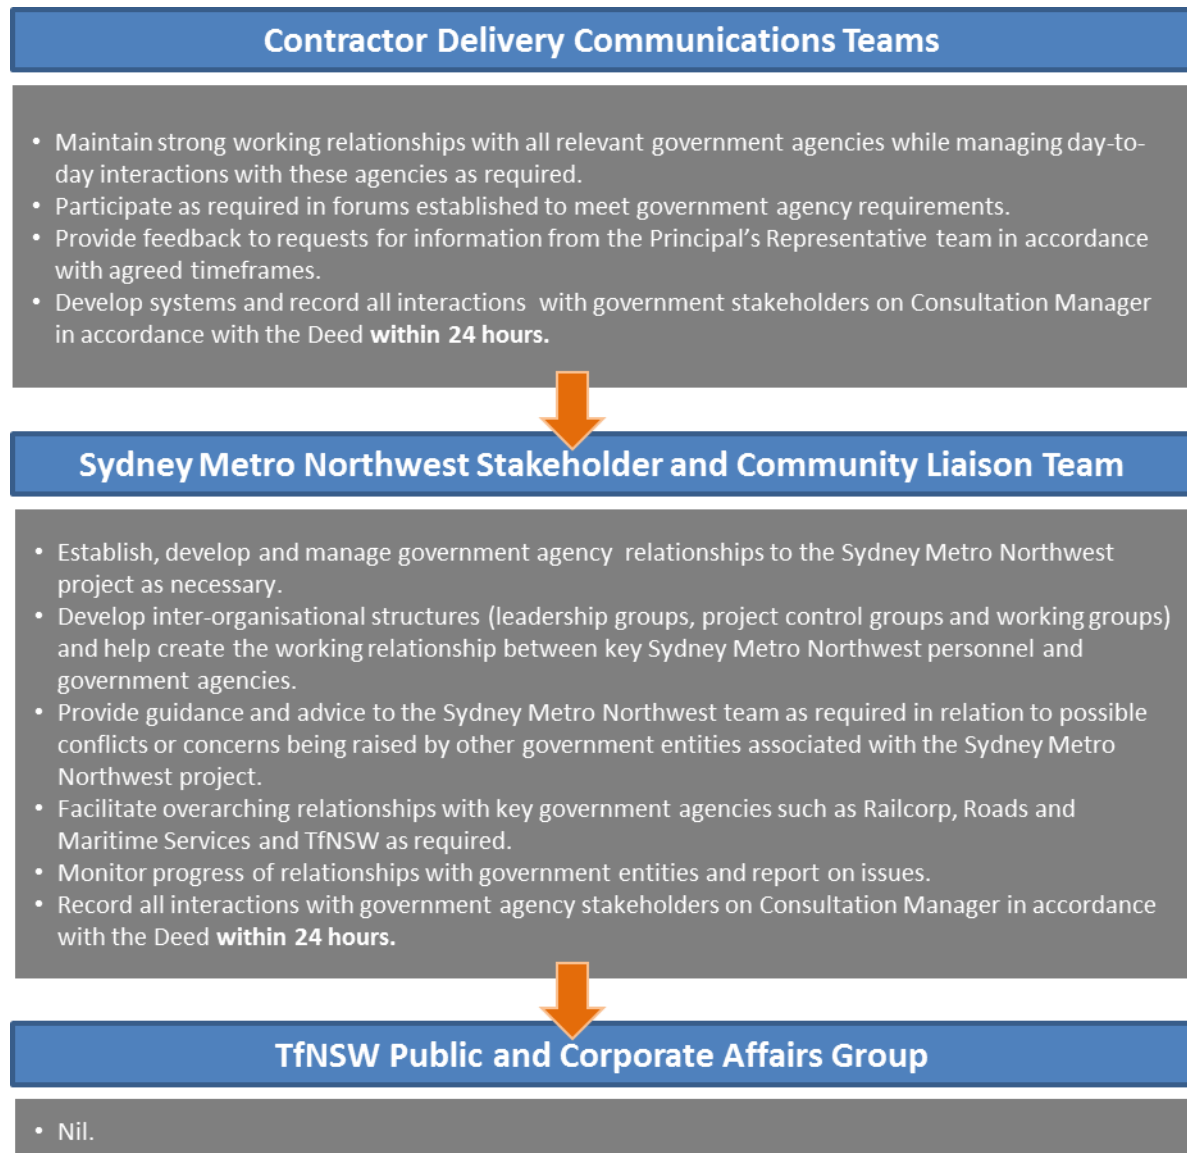 Contractor Delivery Communications Teams
• Maintain strong working relationships with all relevant government agencies while managing day-to-
day interactions with these agencies as required.
• Participate as required in forums established to meet government agency requirements.
• Provide feedback to requests for information from the Principal’s Representative team in accordance
with agreed timeframes.
• Develop systems and record all interactions with government stakeholders on Consultation Manager
in accordance with the Deed within 24 hours.
Sydney Metro Northwest Stakeholder and Community Liaison Team
• Establish, develop and manage government agency relationships to the Sydney Metro Northwest
project as necessary.
• Develop inter-organisational structures (leadership groups, project control groups and working groups)
and help create the working relationship between key Sydney Metro Northwest personnel and
government agencies.
• Provide guidance and advice to the Sydney Metro Northwest team as required in relation to possible
conflicts or concerns being raised by other government entities associated with the Sydney Metro
Northwest project.
• Facilitate overarching relationships with key government agencies such as Railcorp, Roads and
Maritime Services and TfNSW as required.
• Monitor progress of relationships with government entities and report on issues.
• Record all interactions with government agency stakeholders on Consultation Manager in accordance
with the Deed within 24 hours.
TfNSW Public and Corporate Affairs Group
• Nil.